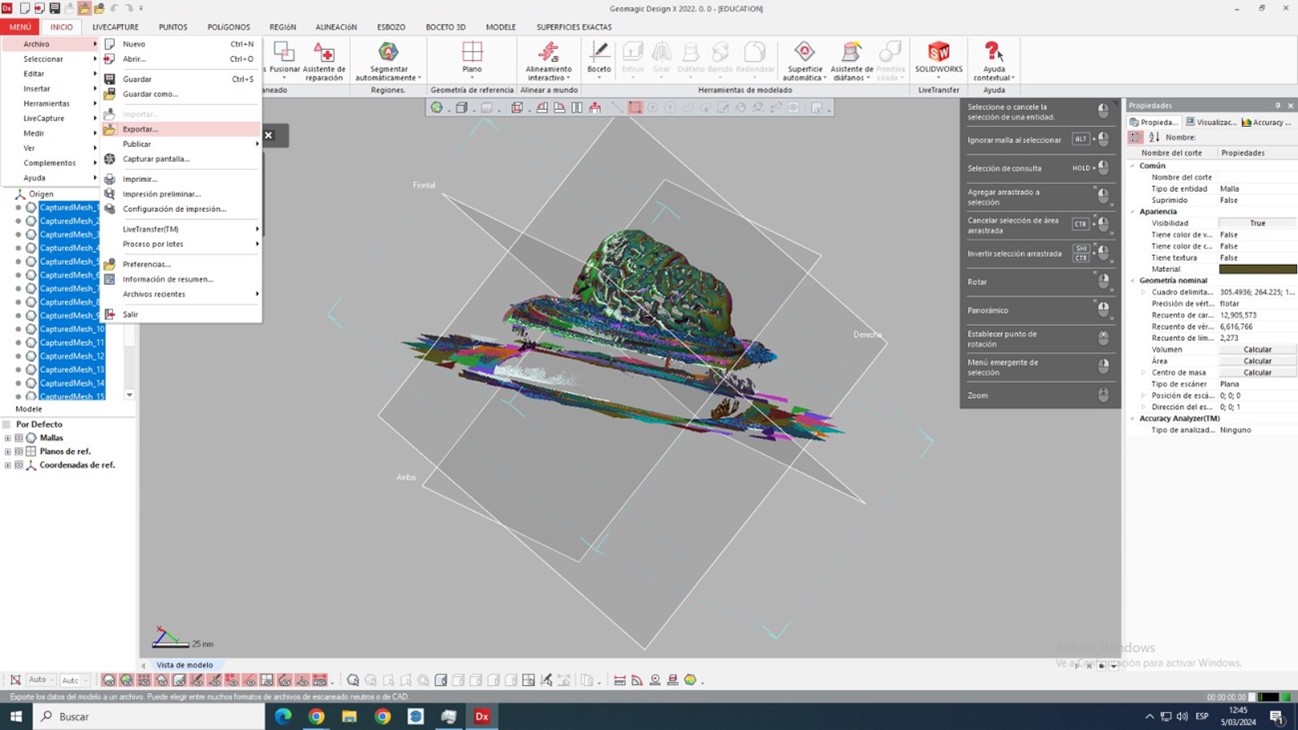 Geomagic Design X 2022. 0. 0 - [EDUCATION]
MENÚ
INICIO
LIVECAPTURE
PUNTOS
POLÍGONOS
REGIóN
ALINEACIóN
ESBOZO
BOCETO 3D
MODELE
SUPERFICIES EXACTAS
Archivo
Seleccionar
Editar
Insertar
Herramientas
LiveCapture
Medir
Ver
Complementos
Ayuda
Nuevo Ctrl+N
Abrir... Ctrl+O
Guardar Ctrl+S
Guardar como...
Importar...
Exportar...
Publicar
Capturar pantalla...
Imprimir...
Impresión preliminar...
Configuración de impresión...
LiveTransfer(TM)
Proceso por lotes
Preferencias...
Información de resumen...
Archivos recientes
Salir
Fusionar
Asistente de
reparación
Segmentar
automáticamente
Plano
Alineamiento
interactivo
Boceto
Extruir
Girar
Barrido
Redondear
Superficie
automática
Asistente de
diáfanos
Primitiva
sólida
SOLIDWORKS
Ayuda
contextual
Regiones.
Geometría de referencia
Alinear a mundo
Herramientas de modelado
LiveTransfer
Ayuda
Origen
CapturedMesh_1
CapturedMesh_2
CapturedMesh_3
CapturedMesh_4
CapturedMesh_5
CapturedMesh_6
CapturedMesh_7
CapturedMesh_8
CapturedMesh_9
CapturedMesh_10
CapturedMesh_11
CapturedMesh_12
CapturedMesh_13
CapturedMesh_14
CapturedMesh_15
Modele
Por Defecto
Mallas
Planos de ref.
Coordenadas de ref.
Frontal
Derecha
Arriba
25 mm
Vista de modelo
Seleccione o cancele la
selección de una entidad.
Ignorar malla al seleccionar ALT +
Selección de consulta HOLD +
Agregar arrastrado a
selección
Cancelar selección de área
arrastrada CTR +
Invertir selección arrastrada SHI CTR +
Rotar
Panorámico
Establecer punto de
rotación
Menú emergente de
selección
Zoom
Propiedades
Propieda...
Visualizac...
Accuracy ...
Nombre:
Nombre del corte Propiedades
Común
Nombre del corte
Tipo de entidad Malla
Suprimido False
Apariencia
Visibilidad True
Tiene color de v... False
Tiene color de c... False
Tiene textura False
Material
Geometría nominal
Cuadro delimita... 305.4936; 264.225; 1...
Precisión de vért... flotar
Recuento de car... 12,905,573
Recuento de vér... 6,616,766
Recuento de lím... 2,273
Volumen Calcular
Área Calcular
Centro de masa Calcular
Tipo de escáner Plana
Posición de escá... 0; 0; 0
Dirección del es... 0; 0; 1
Accuracy Analyzer(TM)
Tipo de analizad... Ninguno
Activar Windows
Ve a Configuración para activar Windows.
Auto
Exporte los datos del modelo a un archivo. Puede elegir entre muchos formatos de archivos de escaneado neutros o de CAD.
00:00:00.00
Buscar
Dx
ESP
12:45
5/03/2024